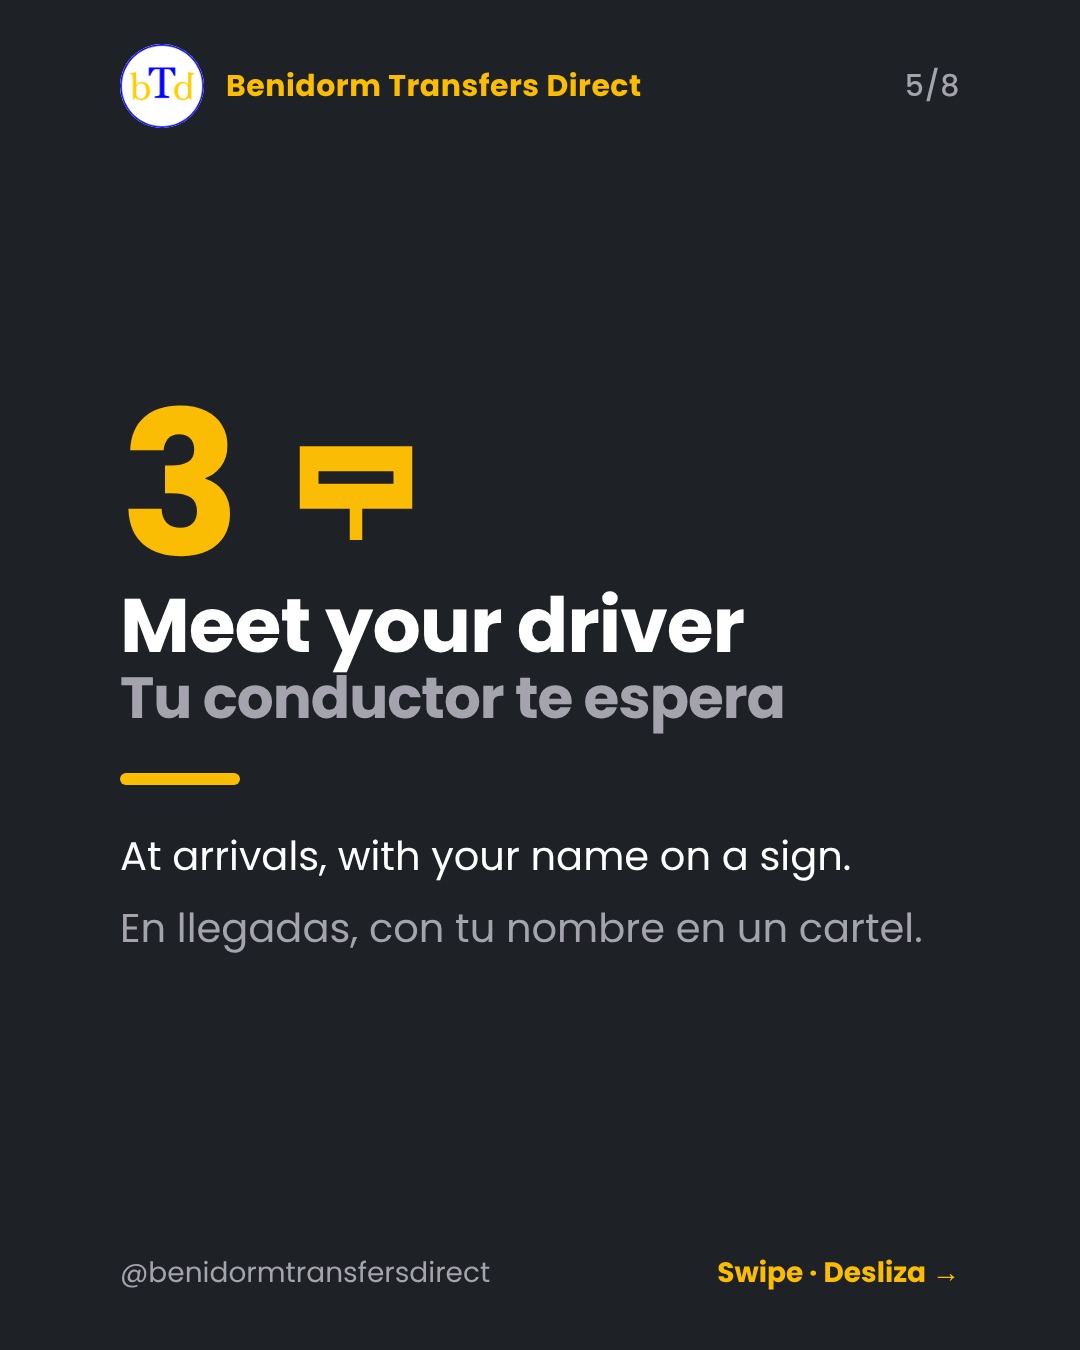 bTd
Benidorm Transfers Direct
5/8
3
Meet your driver
Tu conductor te espera
At arrivals, with your name on a sign.
En llegadas, con tu nombre en un cartel.
@benidormtransfersdirect
Swipe · Desliza →